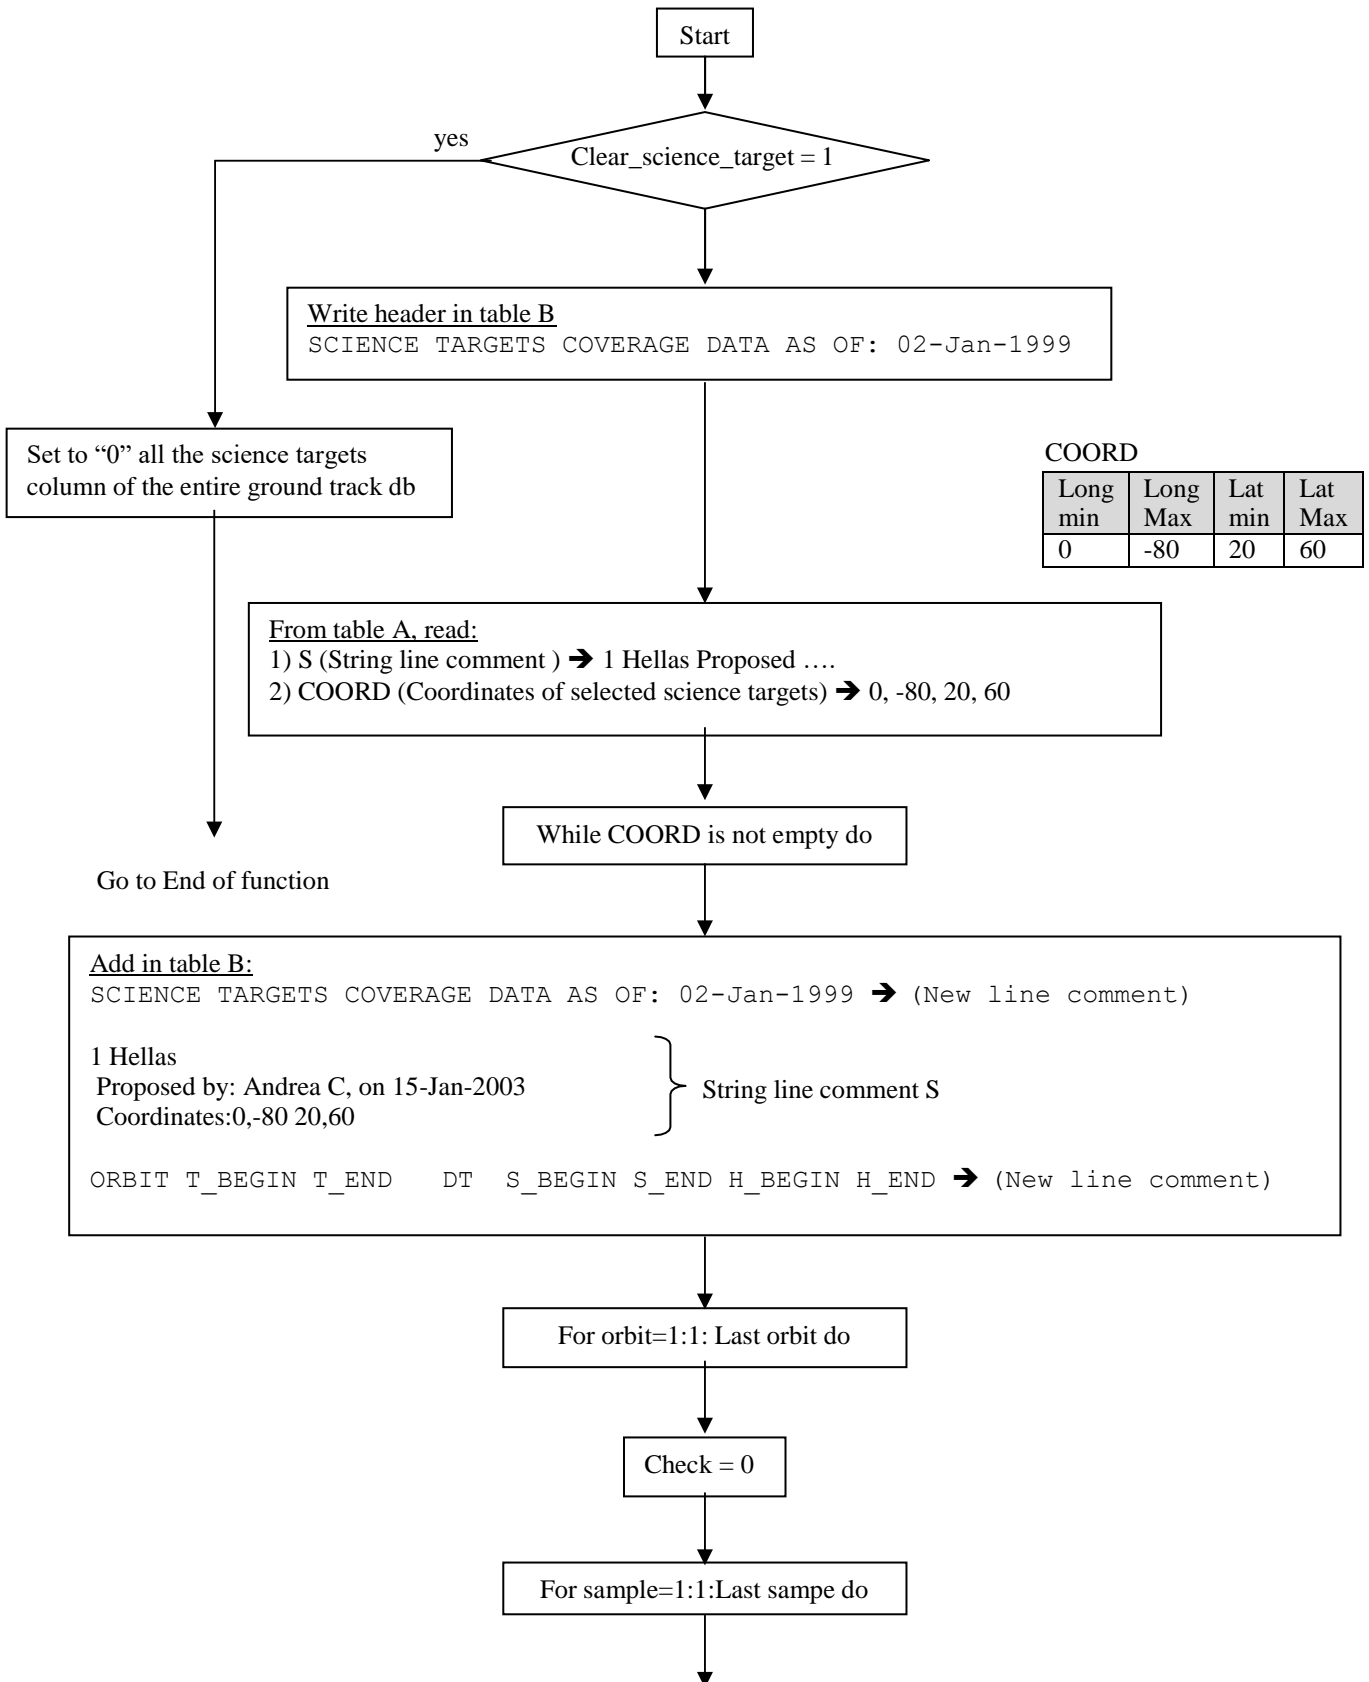 Start
yes
Clear_science_target = 1
Write header in table B
SCIENCE TARGETS COVERAGE DATA AS OF: 02-Jan-1999
Set to “0” all the science targets
column of the entire ground track db
COORD
Long min Long Max Lat min Lat Max
0 -80 20 60
From table A, read:
1) S (String line comment ) ➔ 1 Hellas Proposed ….
2) COORD (Coordinates of selected science targets) ➔ 0, -80, 20, 60
While COORD is not empty do
Go to End of function
Add in table B:
SCIENCE TARGETS COVERAGE DATA AS OF: 02-Jan-1999 ➔ (New line comment)
1 Hellas
Proposed by: Andrea C, on 15-Jan-2003
Coordinates:0,-80 20,60
String line comment S
ORBIT T_BEGIN T_END DT S_BEGIN S_END H_BEGIN H_END ➔ (New line comment)
For orbit=1:1: Last orbit do
Check = 0
For sample=1:1:Last sampe do